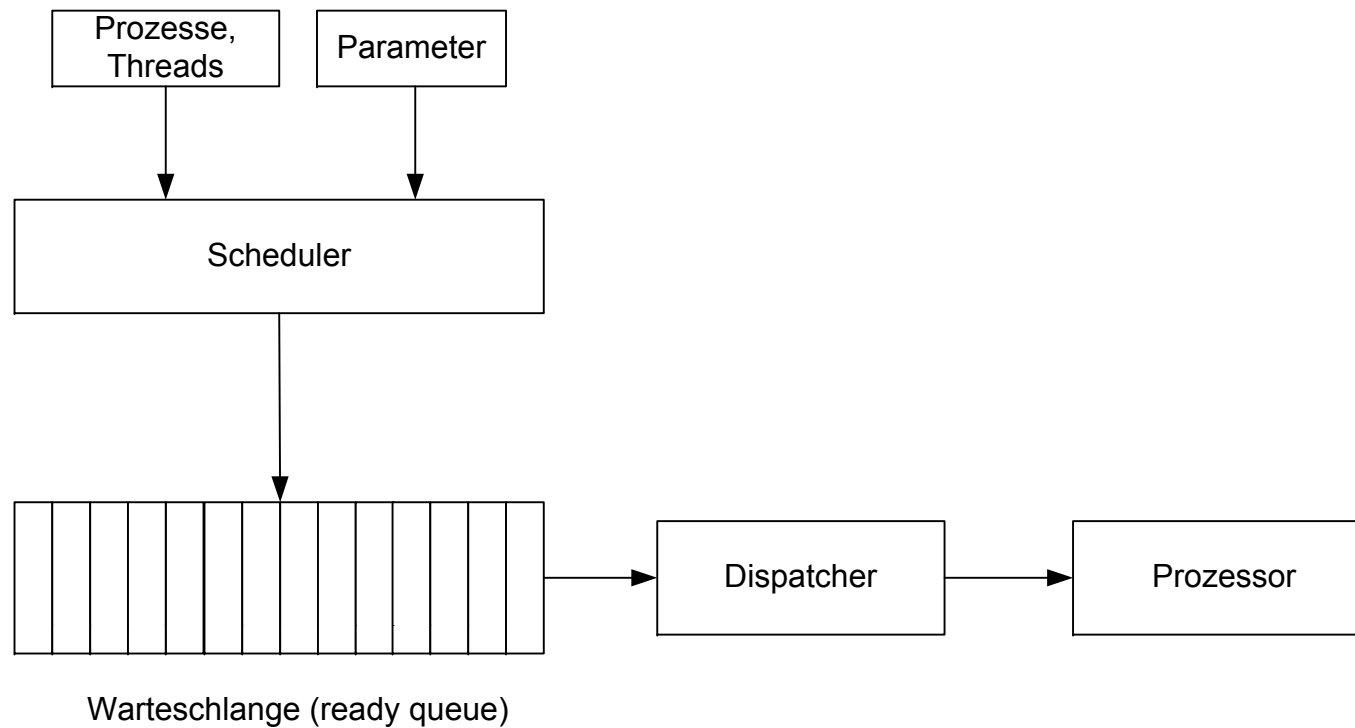 Prozesse,
Threads
Parameter
Scheduler
Dispatcher
Prozessor
Warteschlange (ready queue)